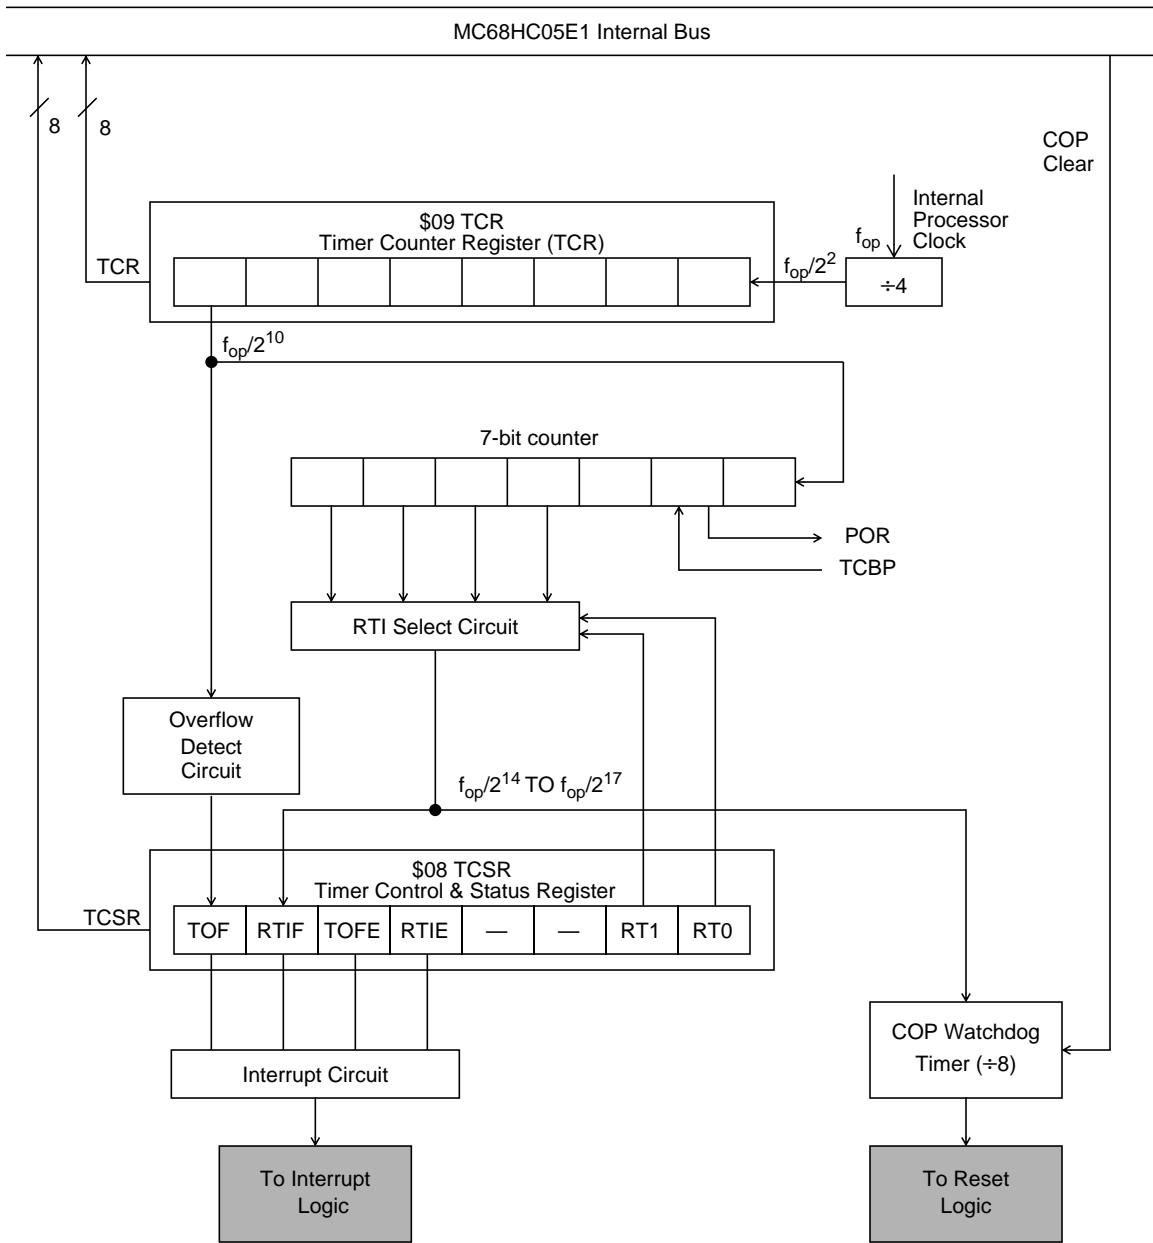 MC68HC05E1 Internal Bus
8
8
COP
Clear
Internal
Processor
Clock
f_op
$09 TCR
Timer Counter Register (TCR)
TCR
f_op/2^2
÷4
f_op/2^10
7-bit counter
POR
TCBP
RTI Select Circuit
Overflow
Detect
Circuit
f_op/2^14 TO f_op/2^17
$08 TCSR
Timer Control & Status Register
TCSR
TOF RTIF TOFE RTIE — — RT1 RT0
COP Watchdog
Timer (÷8)
Interrupt Circuit
To Interrupt
Logic
To Reset
Logic